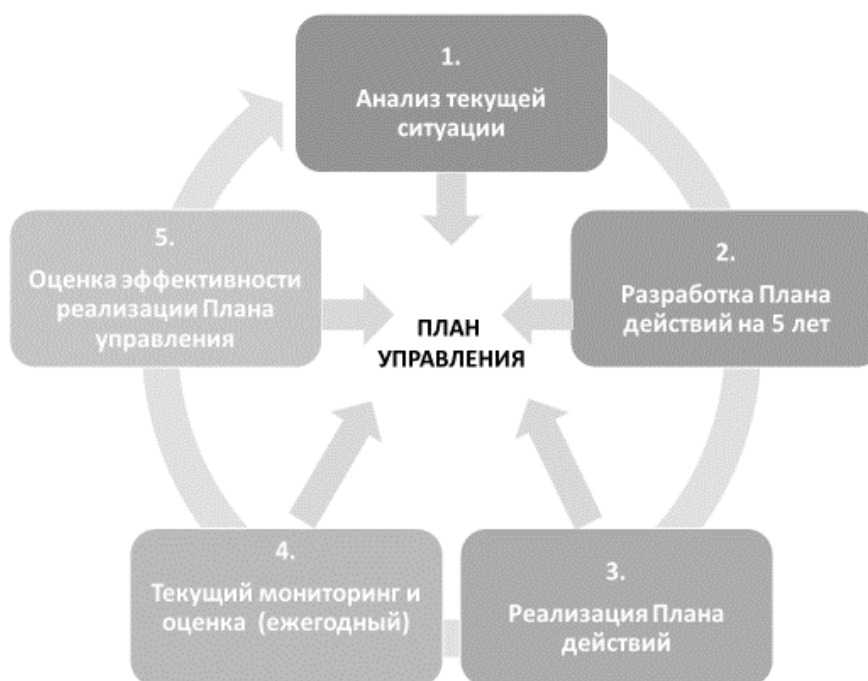 1.
Анализ текущей
ситуации
2.
Разработка Плана
действий на 5 лет
3.
Реализация Плана
действий
4.
Текущий мониторинг и
оценка (ежегодный)
5.
Оценка эффективности
реализации Плана
управления
ПЛАН
УПРАВЛЕНИЯ